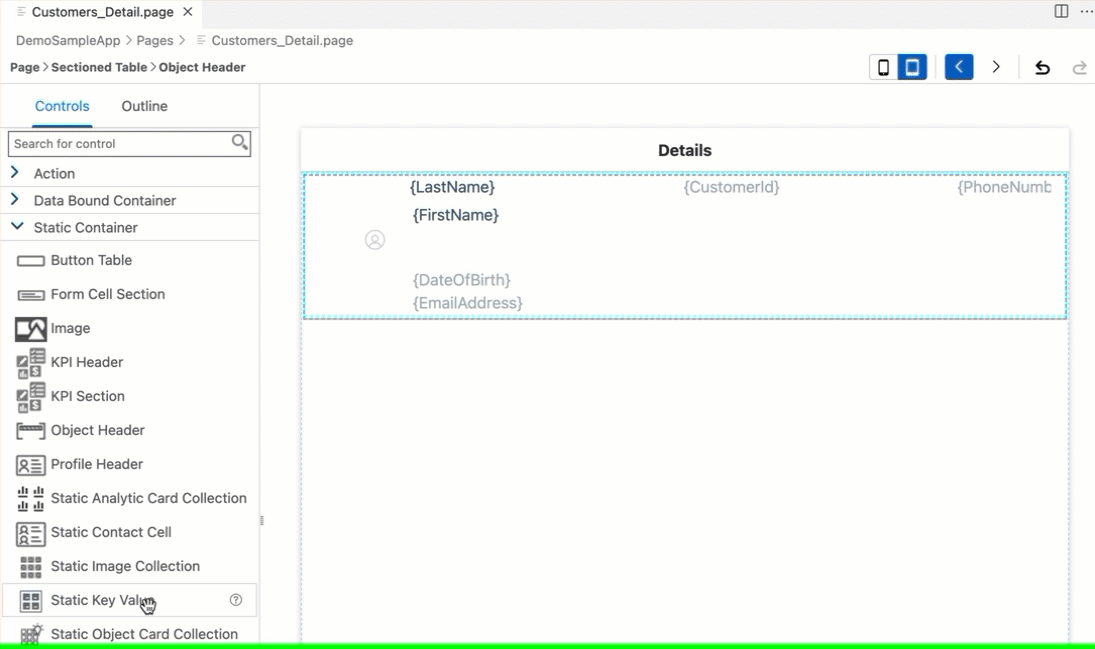 Customers_Detail.page
DemoSampleApp > Pages > Customers_Detail.page
Page > Sectioned Table > Object Header
Controls Outline
Search for control
Action
Data Bound Container
Static Container
Button Table
Form Cell Section
Image
KPI Header
KPI Section
Object Header
Profile Header
Static Analytic Card Collection
Static Contact Cell
Static Image Collection
Static Key
Static Object Card Collection
Details
{LastName} {CustomerId} {PhoneNumb
{FirstName}
{DateOfBirth}
{EmailAddress}